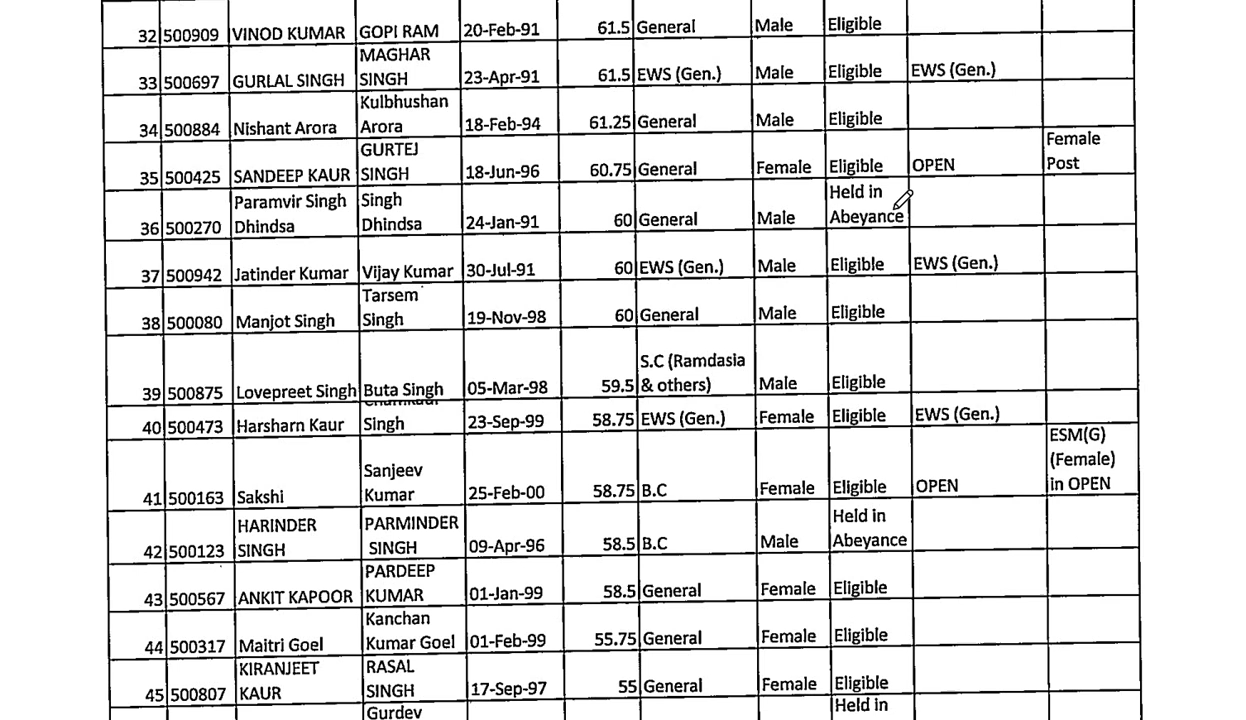 32 500909 VINOD KUMAR GOPI RAM 20-Feb-91 61.5 General Male Eligible
MAGHAR
33 500697 GURLAL SINGH SINGH 23-Apr-91 61.5 EWS (Gen.) Male Eligible EWS (Gen.)
Kulbhushan
34 500884 Nishant Arora Arora 18-Feb-94 61.25 General Male Eligible
GURTEJ Female
35 500425 SANDEEP KAUR SINGH 18-Jun-96 60.75 General Female Eligible OPEN Post
Paramvir Singh Singh Held in
36 500270 Dhindsa Dhindsa 24-Jan-91 60 General Male Abeyance
37 500942 Jatinder Kumar Vijay Kumar 30-Jul-91 60 EWS (Gen.) Male Eligible EWS (Gen.)
Tarsem
38 500080 Manjot Singh Singh 19-Nov-98 60 General Male Eligible
S.C (Ramdasia
39 500875 Lovepreet Singh Buta Singh 05-Mar-98 59.5 & others) Male Eligible
40 500473 Harsharn Kaur Singh 23-Sep-99 58.75 EWS (Gen.) Female Eligible EWS (Gen.)
ESM(G)
Sanjeev (Female)
41 500163 Sakshi Kumar 25-Feb-00 58.75 B.C Female Eligible OPEN in OPEN
HARINDER PARMINDER Held in
42 500123 SINGH SINGH 09-Apr-96 58.5 B.C Male Abeyance
PARDEEP
43 500567 ANKIT KAPOOR KUMAR 01-Jan-99 58.5 General Female Eligible
Kanchan
44 500317 Maitri Goel Kumar Goel 01-Feb-99 55.75 General Female Eligible
KIRANJEET RASAL
45 500807 KAUR SINGH 17-Sep-97 55 General Female Eligible
Gurdev Held in